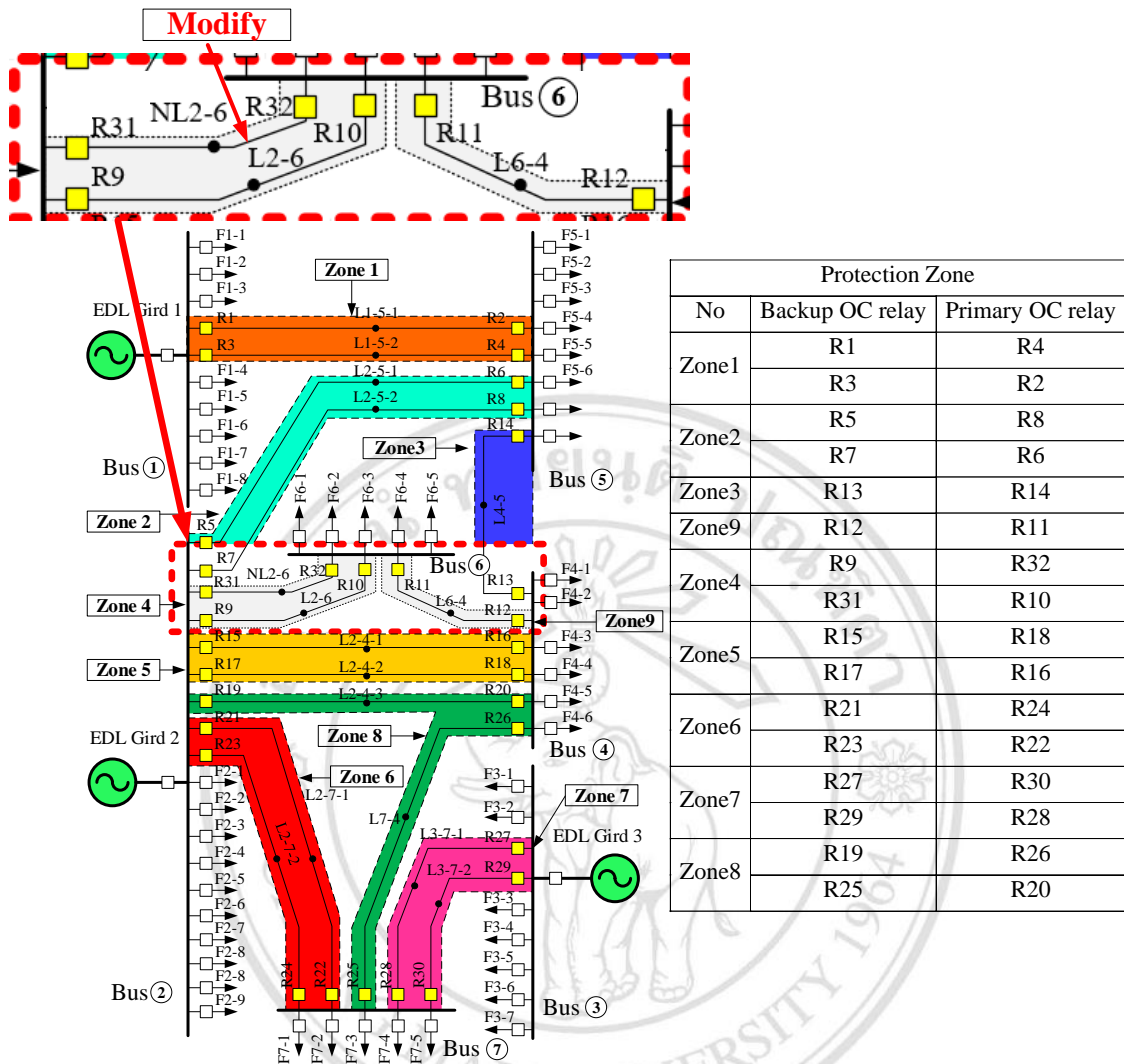 Modify
Bus 6
NL2-6
R32
R31
R10
R11
L2-6
L6-4
R9
R12
F1-1
F5-1
F1-2
Zone 1
F5-2
F1-3
F5-3
EDL Gird 1
R1
L1-5-1
R2
F5-4
R3
L1-5-2
R4
F5-5
F1-4
L2-5-1
R6
F5-6
F1-5
L2-5-2
R8
F1-6
R14
Zone3
F1-7
Bus 1
F6-1
F6-2
F6-3
F6-4
F6-5
Bus 5
F1-8
L4-5
Zone 2
R5
R7
Bus 6
R32
R31
NL2-6
R10
R11
R13
F4-1
Zone 4
L2-6
L6-4
F4-2
R9
R12
Zone9
R15
R16
F4-3
L2-4-1
Zone 5
R17
L2-4-2
R18
F4-4
R19
L2-4-3
R20
F4-5
R21
R26
F4-6
EDL Gird 2
Zone 8
Bus 4
R23
Zone 6
F2-1
F3-1
L2-7-1
Zone 7
F2-2
F3-2
L7-4
F2-3
L3-7-1
R27
EDL Gird 3
L2-7-2
F2-4
L3-7-2
R29
F2-5
F3-3
F2-6
F3-4
F2-7
F2-8
F3-5
F2-8
R24
R22
R25
R28
R30
F3-6
Bus 2
F2-9
Bus 3
F3-7
F7-1
F7-2
F7-3
F7-4
F7-5
Bus 7
Protection Zone
No Backup OC relay Primary OC relay
Zone1 R1 R4
R3 R2
Zone2 R5 R8
R7 R6
Zone3 R13 R14
Zone9 R12 R11
Zone4 R9 R32
R31 R10
Zone5 R15 R18
R17 R16
Zone6 R21 R24
R23 R22
Zone7 R27 R30
R29 R28
Zone8 R19 R26
R25 R20
UNIVERSITY 1964